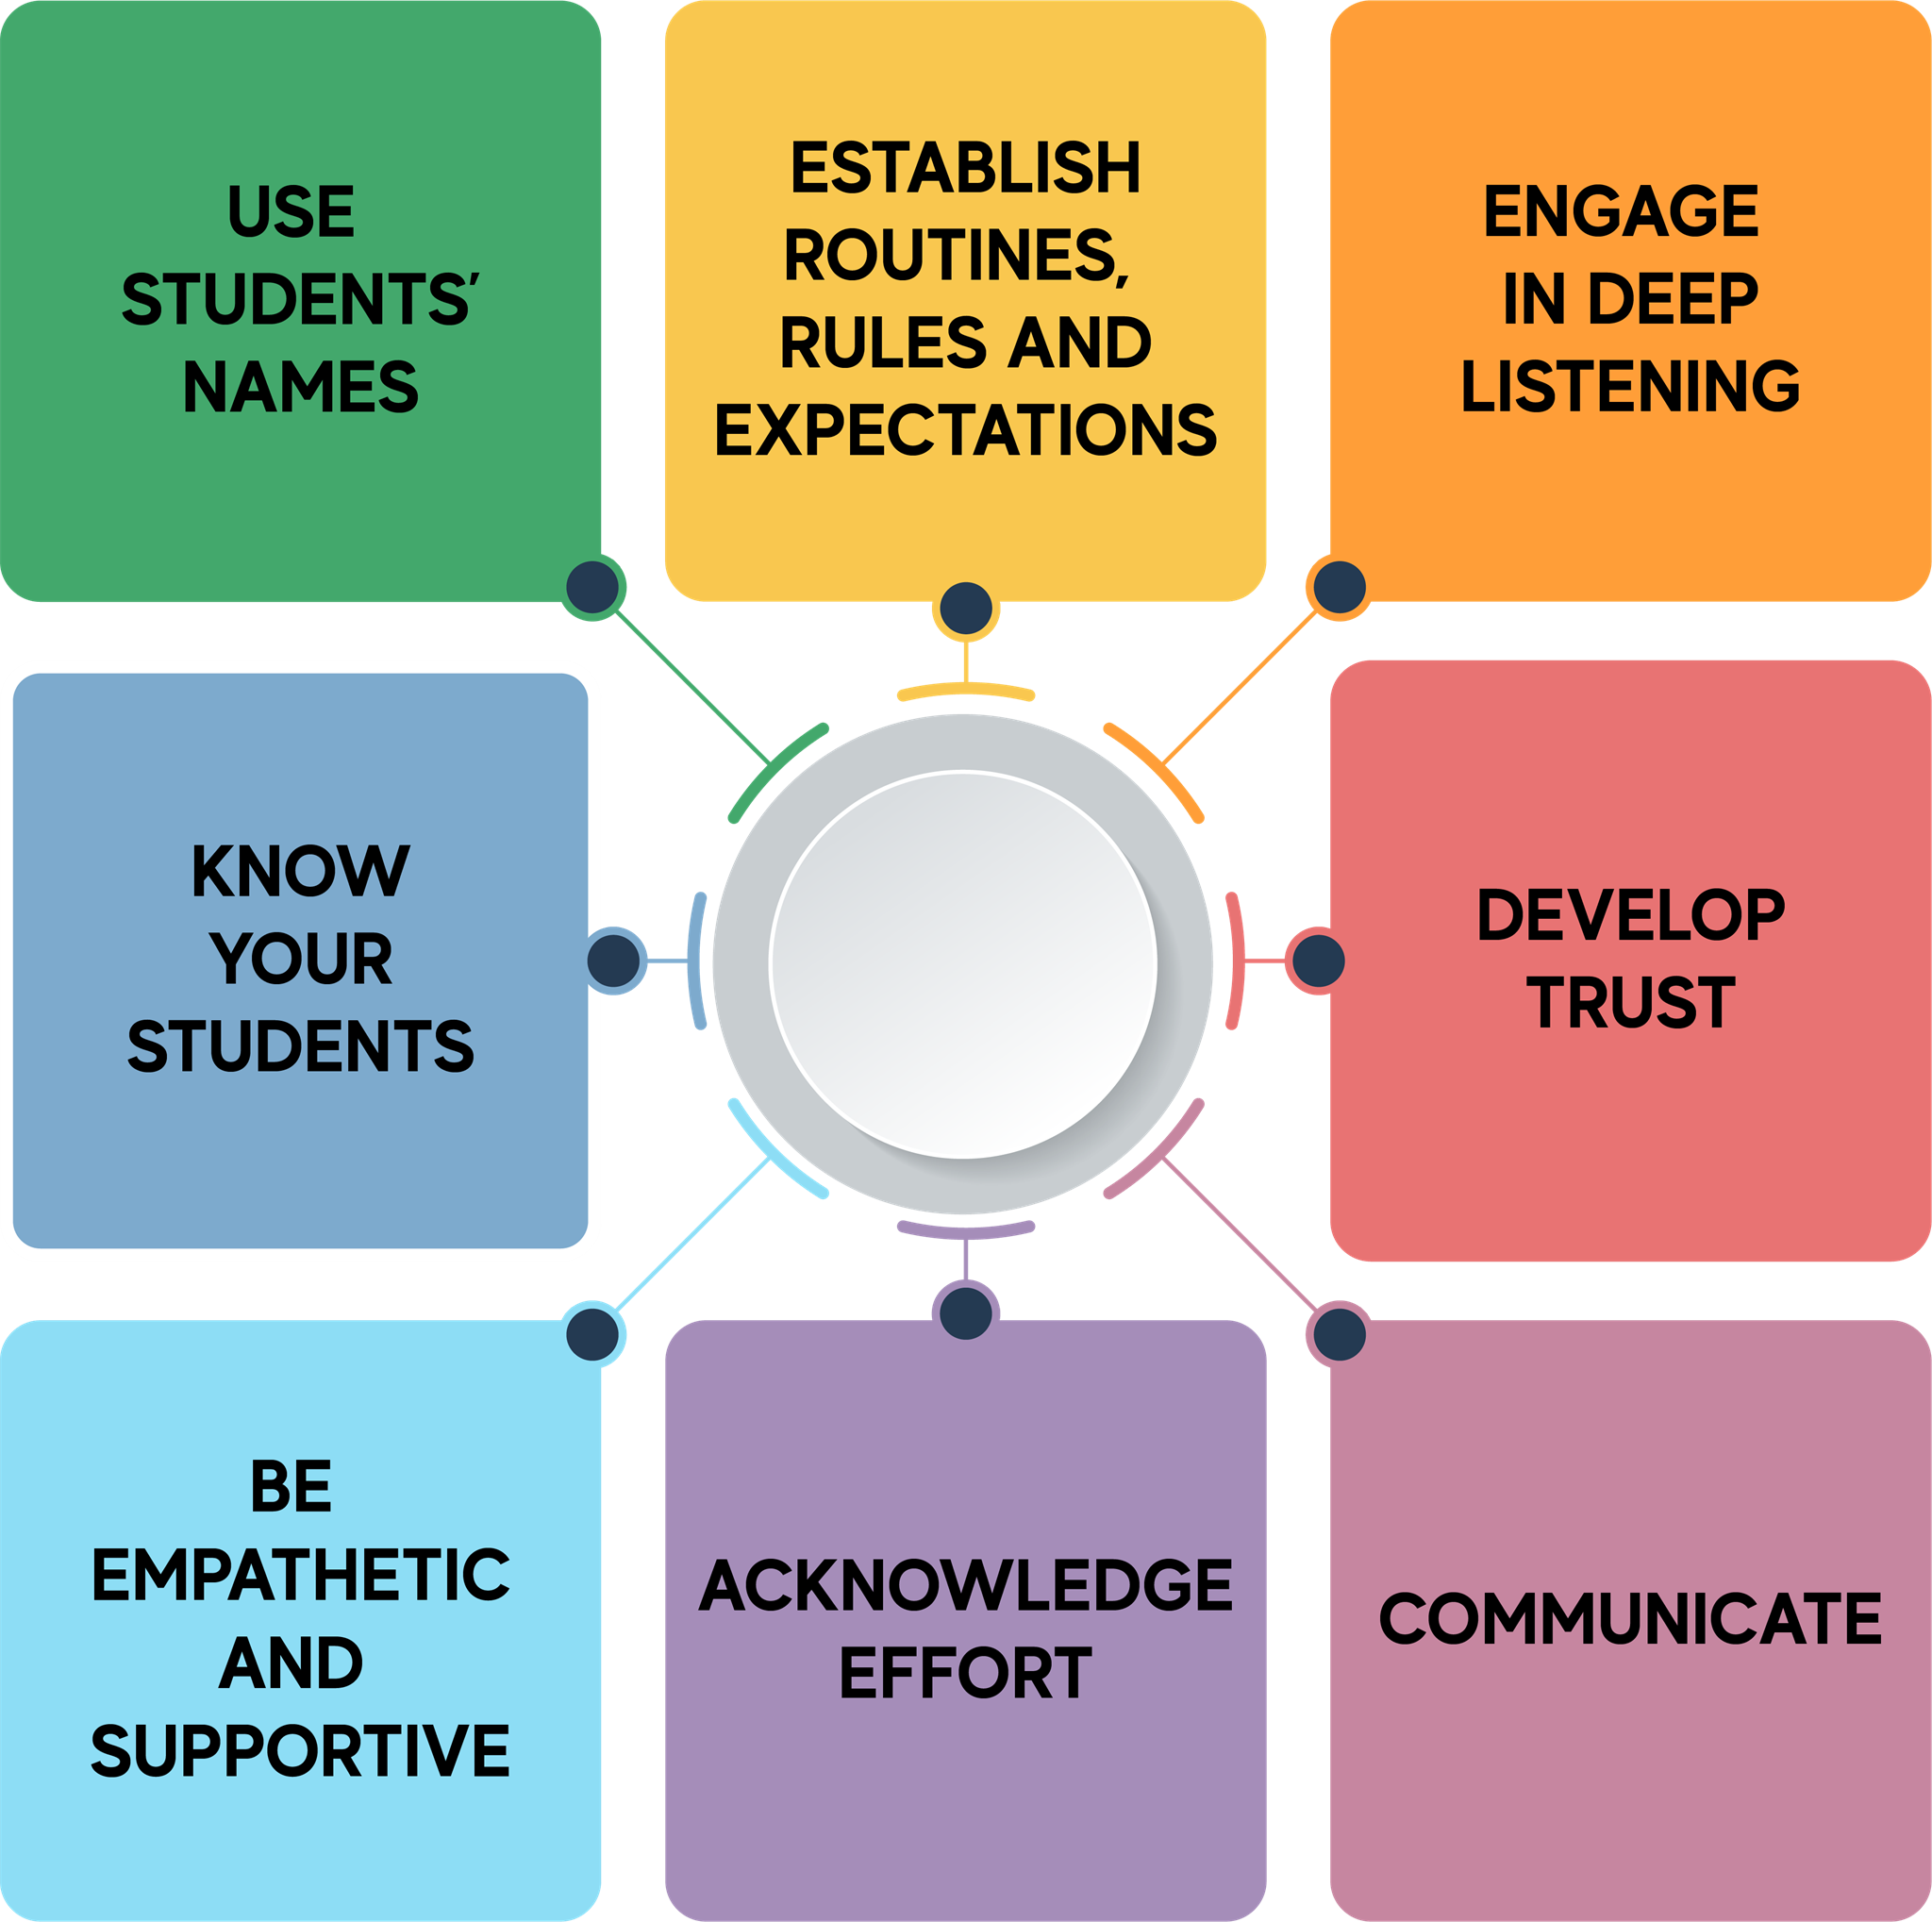 USE
STUDENTS'
NAMES
ESTABLISH
ROUTINES,
RULES AND
EXPECTATIONS
ENGAGE
IN DEEP
LISTENING
KNOW
YOUR
STUDENTS
DEVELOP
TRUST
BE
EMPATHETIC
AND
SUPPORTIVE
ACKNOWLEDGE
EFFORT
COMMUNICATE